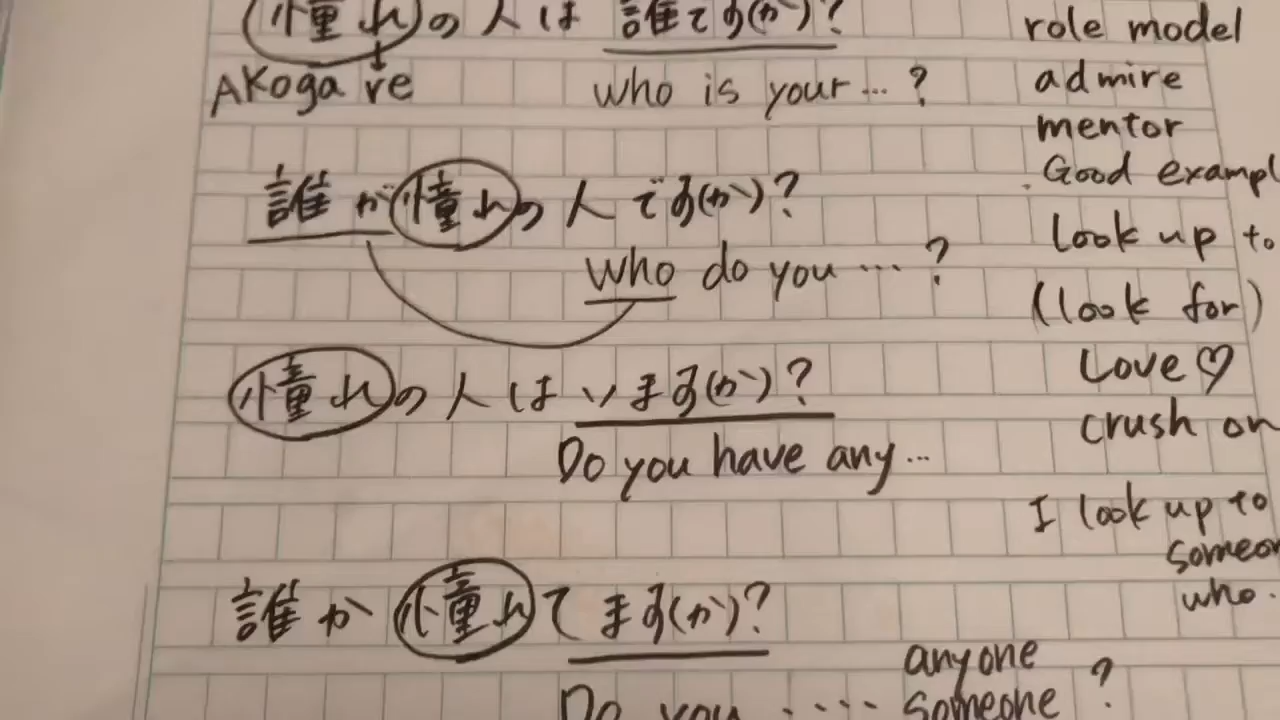 憧れの人は誰ですか(か)?
role model
AKogare
who is your...?
admire
mentor
Good exampl
誰が憧れの人です(か)?
Look up to
who do you...?
(look for)
Love♡
憧れの人はいます(か)?
crush on
Do you have any...
I look up to
someon
who.
誰か憧れてます(か)?
anyone
Do you .... someone ?